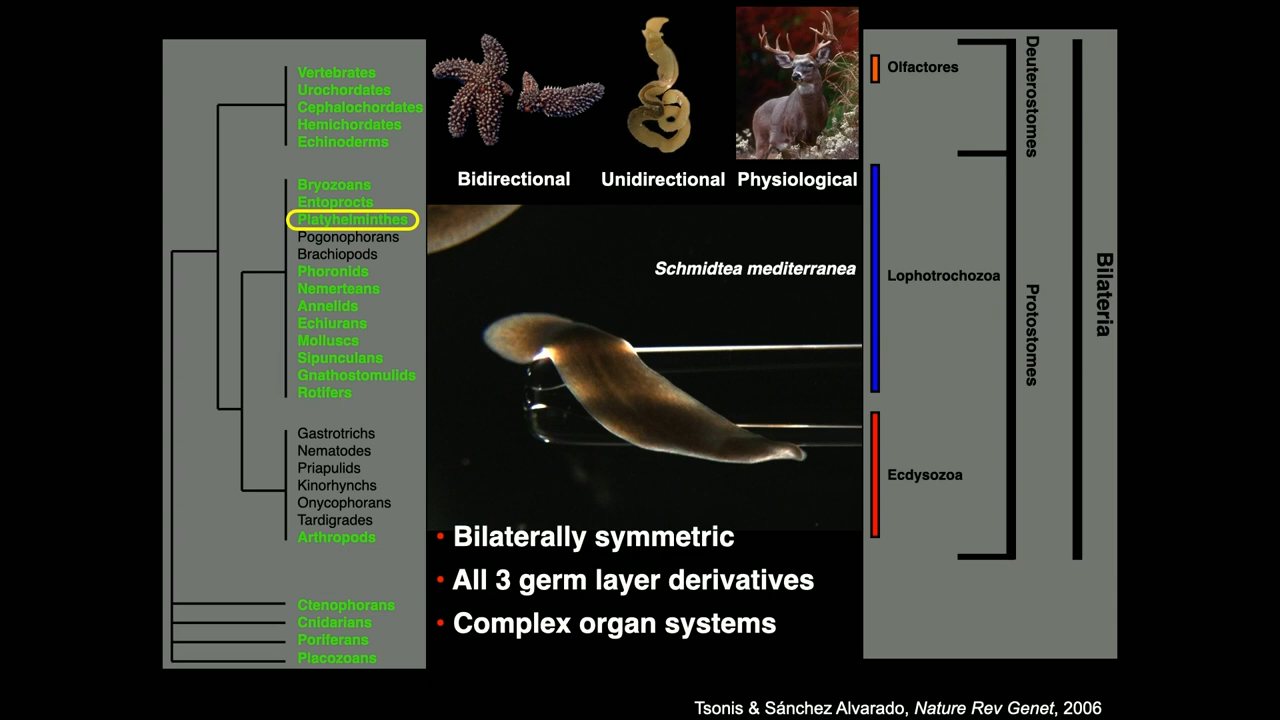 Vertebrates
Urochordates
Cephalochordates
Hemichordates
Echinoderms
Bryozoans
Entoprocts
Platyhelminthes
Pogonophorans
Brachiopods
Phoronids
Nemerteans
Annelids
Echiurans
Molluscs
Sipunculans
Gnathostomulids
Rotifers
Gastrotrichs
Nematodes
Priapulids
Kinorhynchs
Onycophorans
Tardigrades
Arthropods
Ctenophorans
Cnidarians
Poriferans
Placozoans
Bidirectional
Unidirectional
Physiological
Schmidtea mediterranea
• Bilaterally symmetric
• All 3 germ layer derivatives
• Complex organ systems
Olfactores
Lophotrochozoa
Ecdysozoa
Deuterostomes
Protostomes
Bilateria
Tsonis & Sánchez Alvarado, Nature Rev Genet, 2006